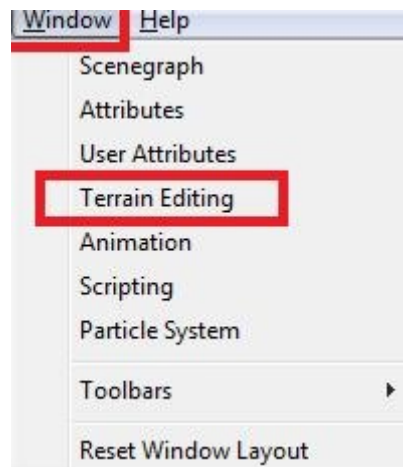 Window Help
Scenegraph
Attributes
User Attributes
Terrain Editing
Animation
Scripting
Particle System
Toolbars
Reset Window Layout